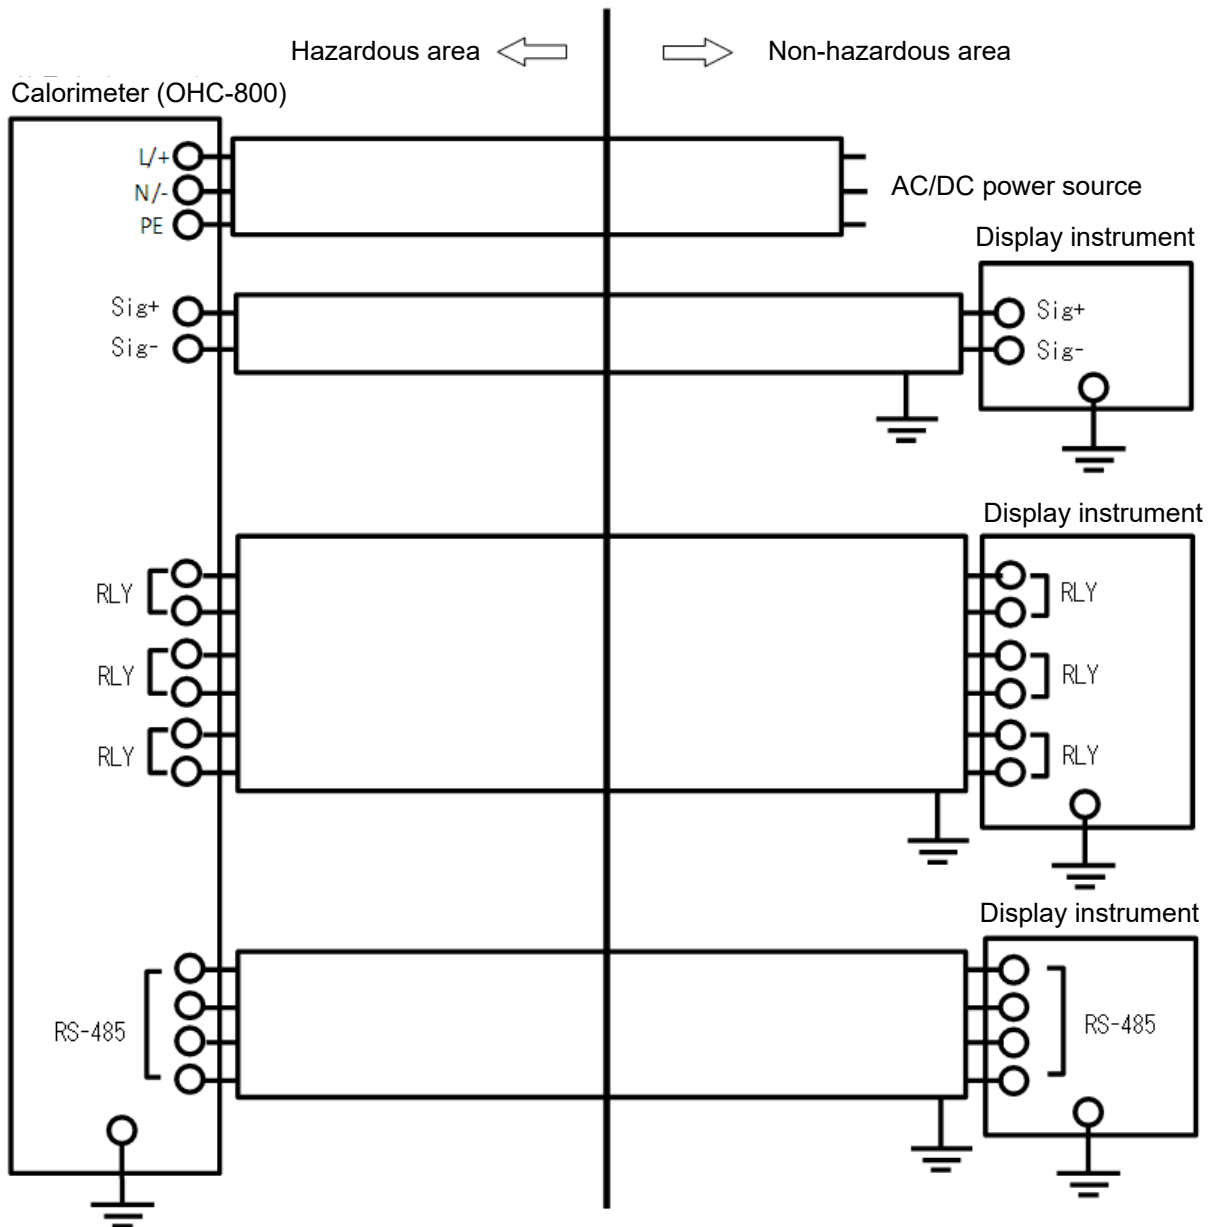 Hazardous area
Non-hazardous area
Calorimeter (OHC-800)
L/+
N/-
PE
AC/DC power source
Display instrument
Sig+
Sig-
Sig+
Sig-
Display instrument
RLY
RLY
RLY
RLY
RLY
RLY
Display instrument
RS-485
RS-485